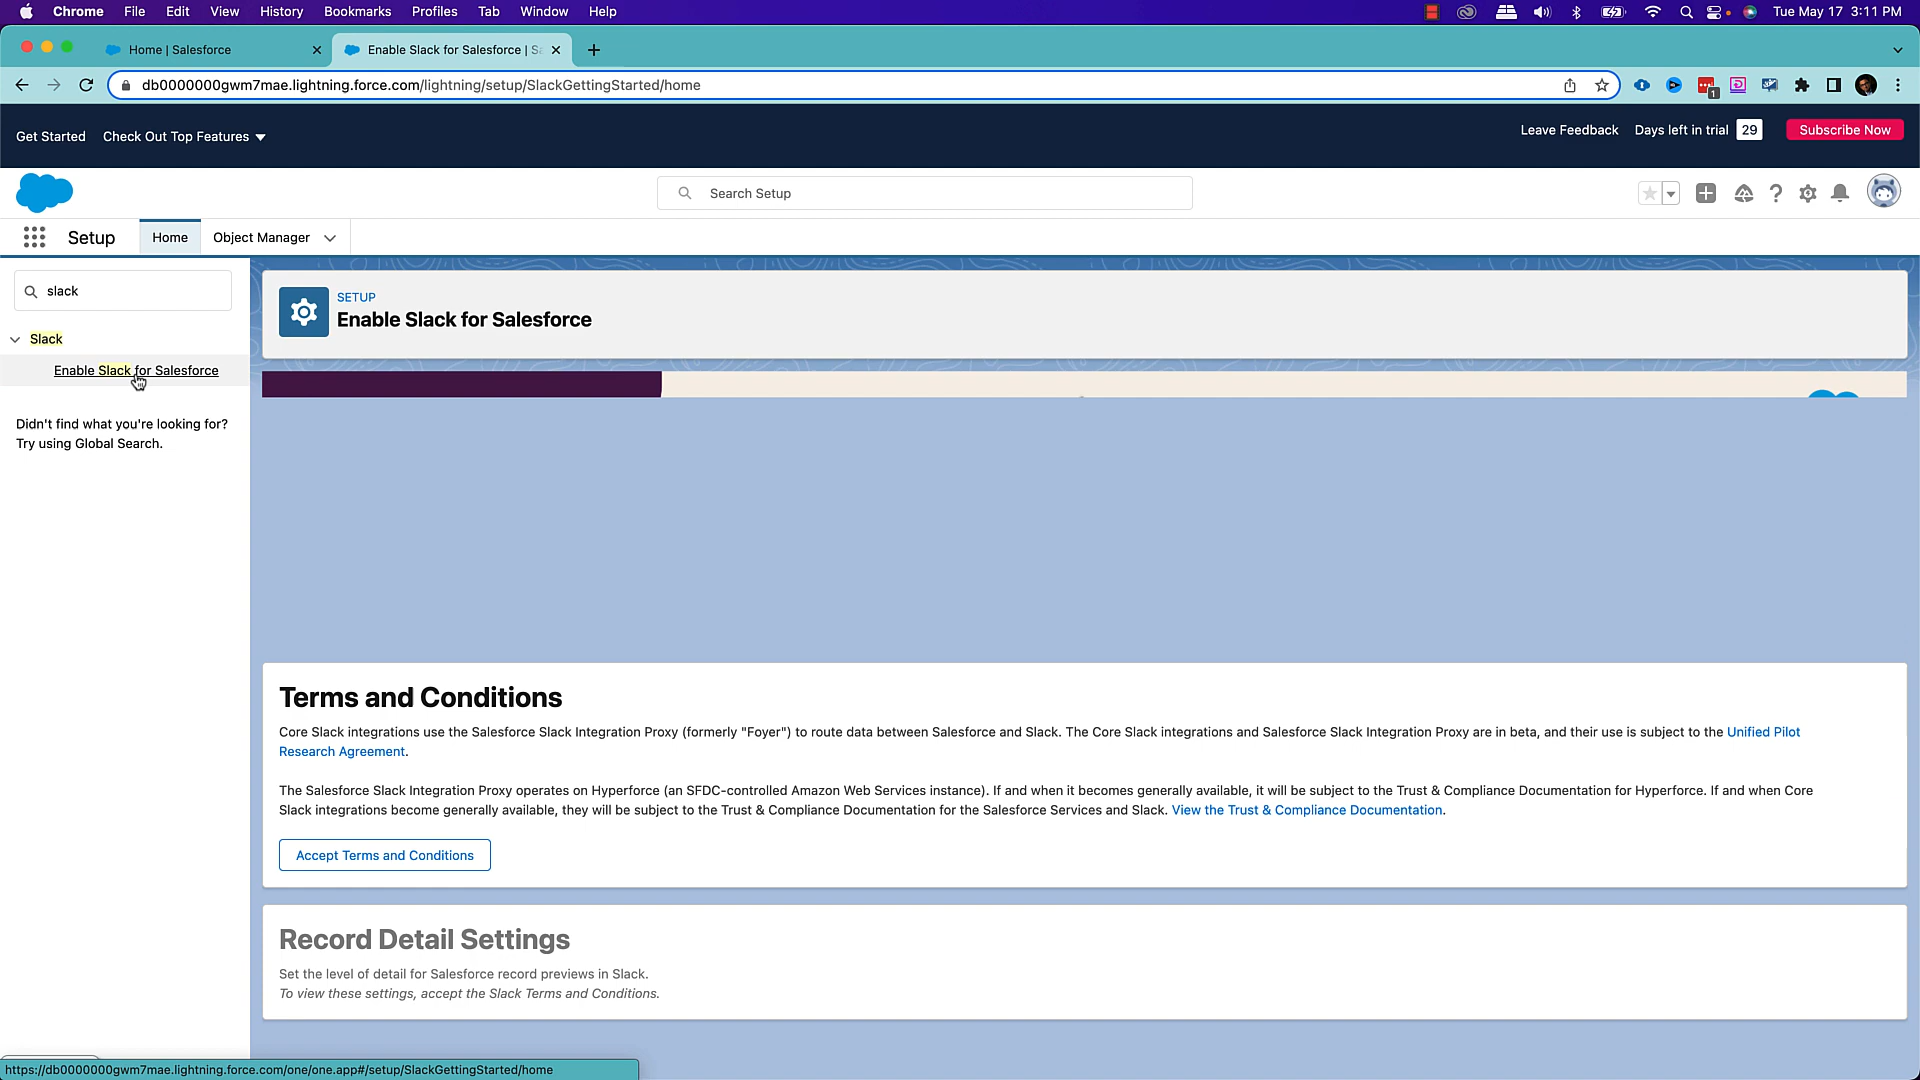 Chrome File Edit View History Bookmarks Profiles Tab Window Help Tue May 17 3:11 PM
Home | Salesforce
Enable Slack for Salesforce | Sa
db0000000gwm7mae.lightning.force.com/lightning/setup/SlackGettingStarted/home
1
Get Started Check Out Top Features Leave Feedback Days left in trial 29 Subscribe Now
Search Setup
Setup Home Object Manager
slack
Slack
Enable Slack for Salesforce
Didn't find what you're looking for?
Try using Global Search.
SETUP
Enable Slack for Salesforce
Terms and Conditions
Core Slack integrations use the Salesforce Slack Integration Proxy (formerly "Foyer") to route data between Salesforce and Slack. The Core Slack integrations and Salesforce Slack Integration Proxy are in beta, and their use is subject to the Unified Pilot
Research Agreement.
The Salesforce Slack Integration Proxy operates on Hyperforce (an SFDC-controlled Amazon Web Services instance). If and when it becomes generally available, it will be subject to the Trust & Compliance Documentation for Hyperforce. If and when Core
Slack integrations become generally available, they will be subject to the Trust & Compliance Documentation for the Salesforce Services and Slack. View the Trust & Compliance Documentation.
Accept Terms and Conditions
Record Detail Settings
Set the level of detail for Salesforce record previews in Slack.
To view these settings, accept the Slack Terms and Conditions.
https://db0000000gwm7mae.lightning.force.com/one/one.app#/setup/SlackGettingStarted/home